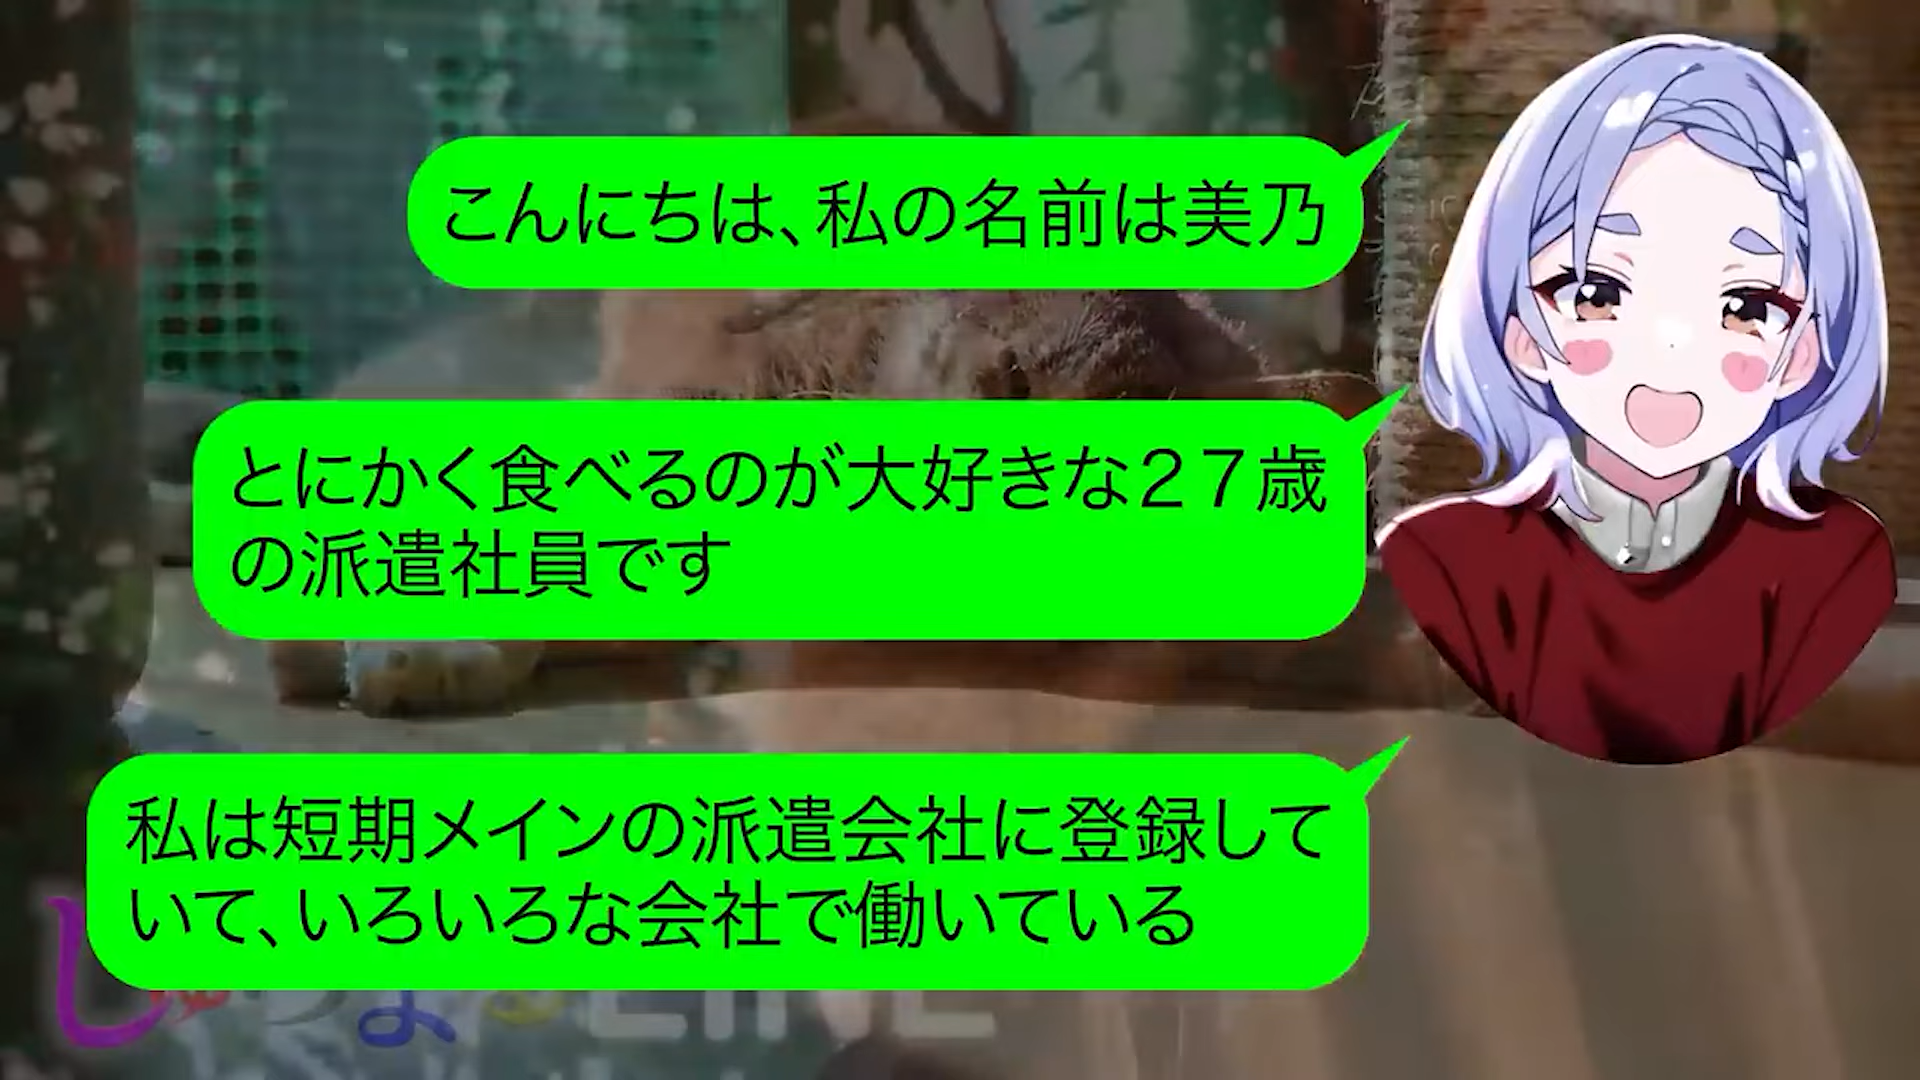 こんにちは、私の名前は美乃
とにかく食べるのが大好きな２７歳
の派遣社員です
私は短期メインの派遣会社に登録して
いて、いろいろな会社で働いている
LINE